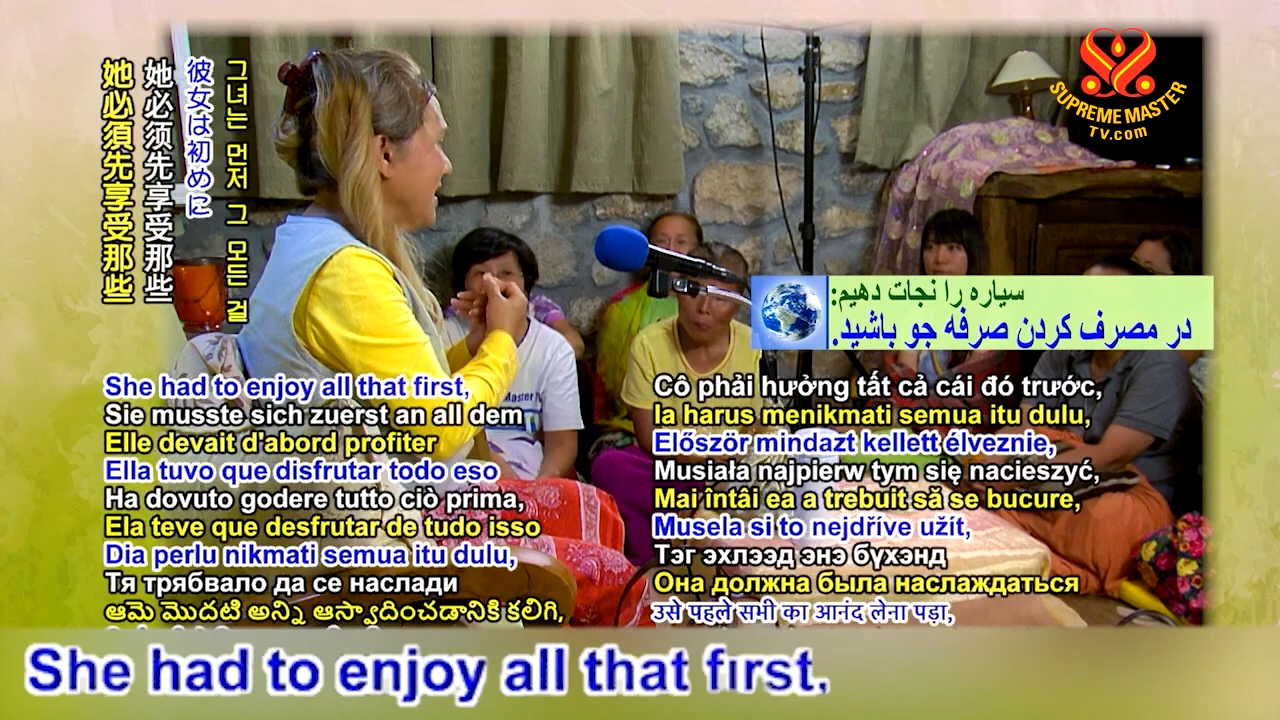 SUPREME MASTER
TV.com
그녀는 먼저 그 모든 걸
彼女は初めに
她必须先享受那些
她必須先享受那些
سیاره را نجات دهیم:
در مصرف کردن صرفه جو باشید.
She had to enjoy all that first,
Sie musste sich zuerst an all dem
Elle devait d'abord profiter
Ella tuvo que disfrutar todo eso
Ha dovuto godere tutto ciò prima,
Ela teve que desfrutar de tudo isso
Dia perlu nikmati semua itu dulu,
Тя трябвало да се наслади
ఆమె మొదటి అన్ని ఆస్వాదించడానికి కలిగి,
Cô phải hưởng tất cả cái đó trước,
Ia harus menikmati semua itu dulu,
Először mindazt kellett élveznie,
Musiała najpierw tym się nacieszyć,
Mai întâi ea a trebuit să se bucure,
Musela si to nejdříve užít,
Тэг эхлээд энэ бүхэнд
Она должна была наслаждаться
उसे पहले सभी का आनंद लेना पड़ा,
She had to enjoy all that first,